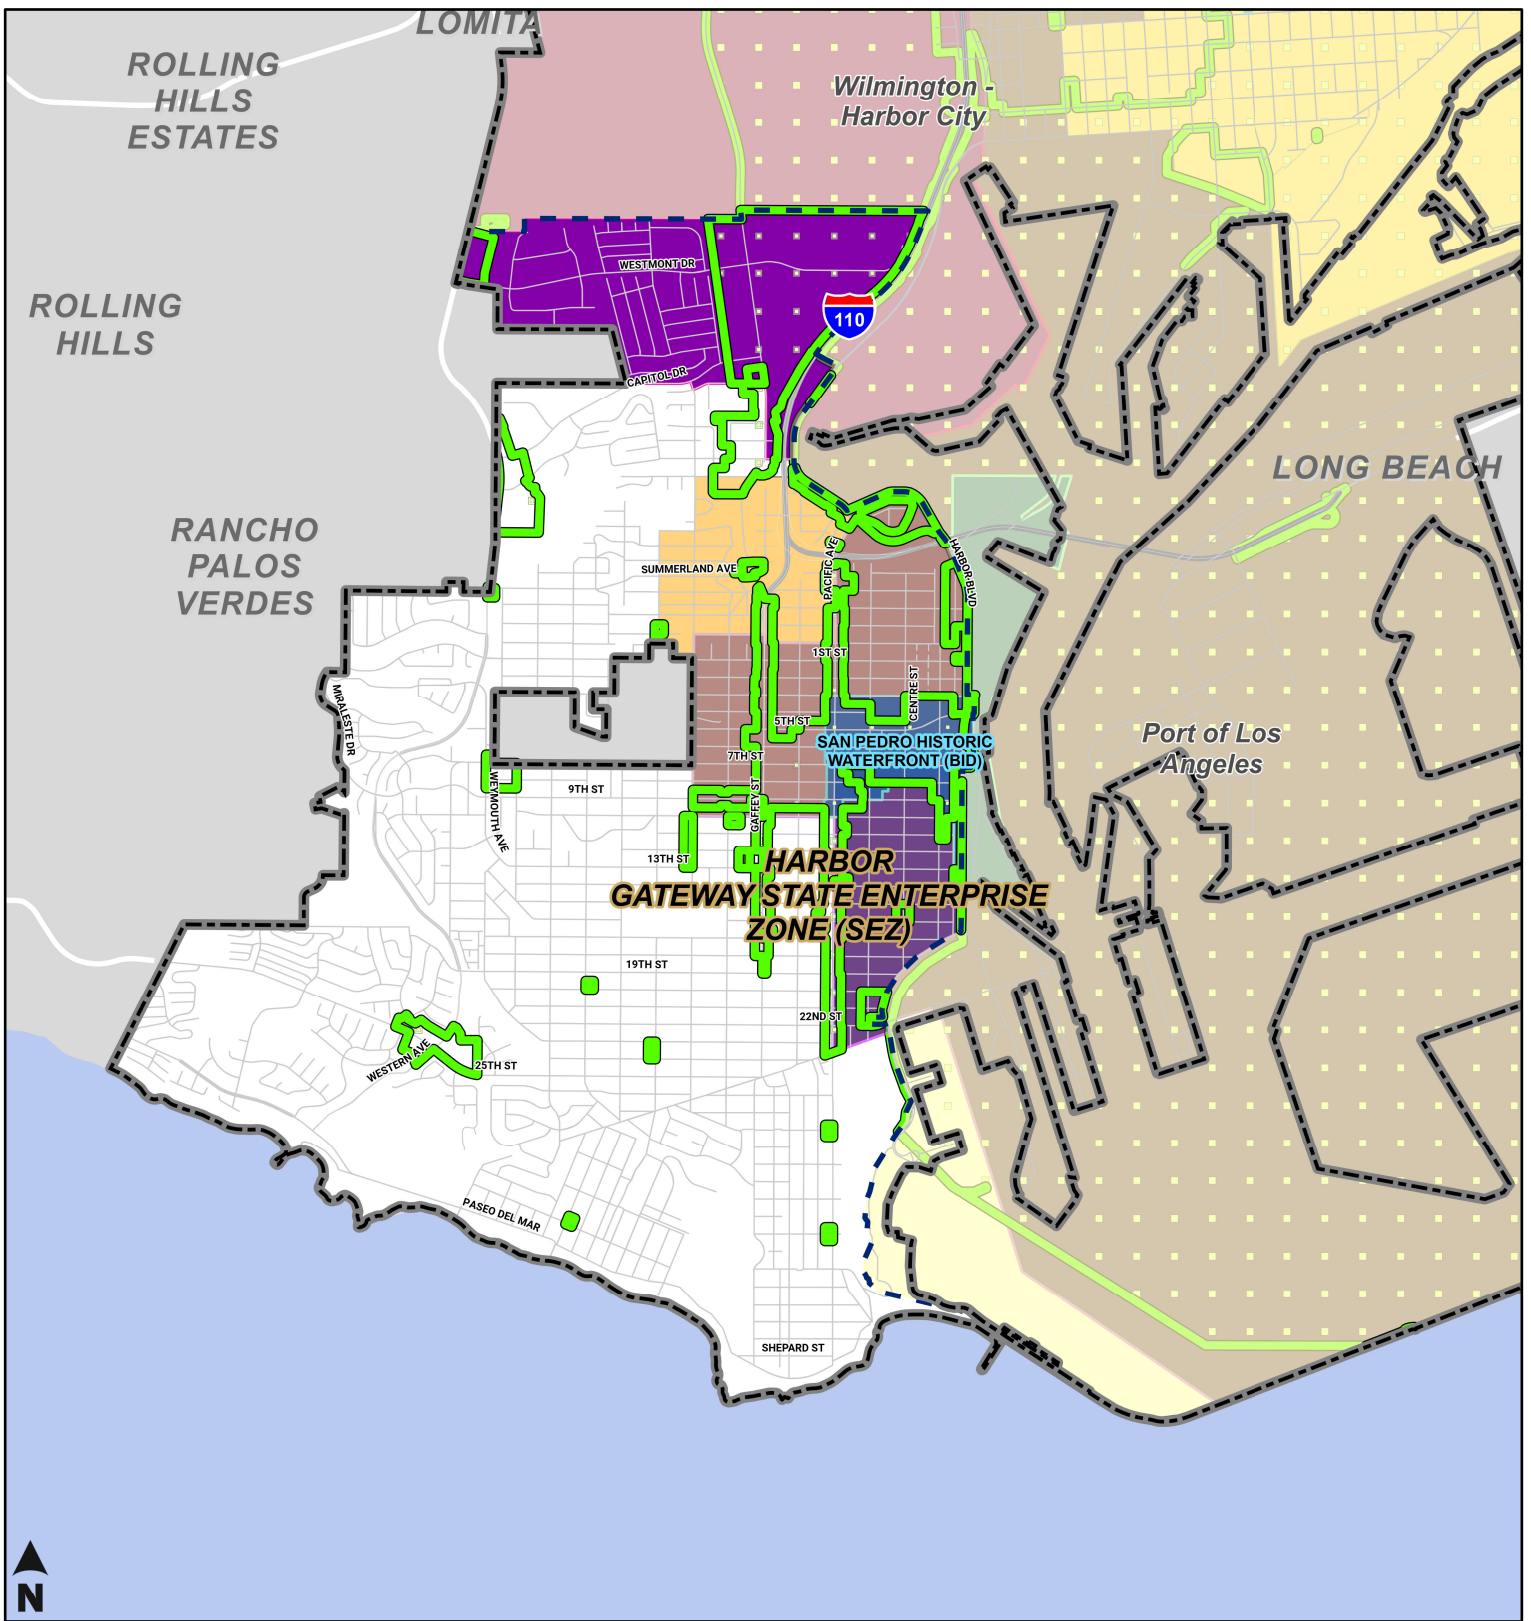 LOMITA
ROLLING
HILLS
ESTATES
Wilmington -
Harbor City
WESTMONT DR
ROLLING
HILLS
110
CAPITOL DR
LONG BEACH
RANCHO
PALOS
VERDES
SUMMERLAND AVE
PACIFIC AVE
HARBOR BLVD
1ST ST
CENTRE ST
MIRALESTE DR
5TH ST
SAN PEDRO HISTORIC
WATERFRONT (BID)
7TH ST
Port of Los
Angeles
WEYMOUTH AVE
9TH ST
GAFFEY ST
13TH ST
HARBOR
GATEWAY STATE ENTERPRISE
ZONE (SEZ)
19TH ST
22ND ST
WESTERN AVE
25TH ST
PASEO DEL MAR
SHEPARD ST
N